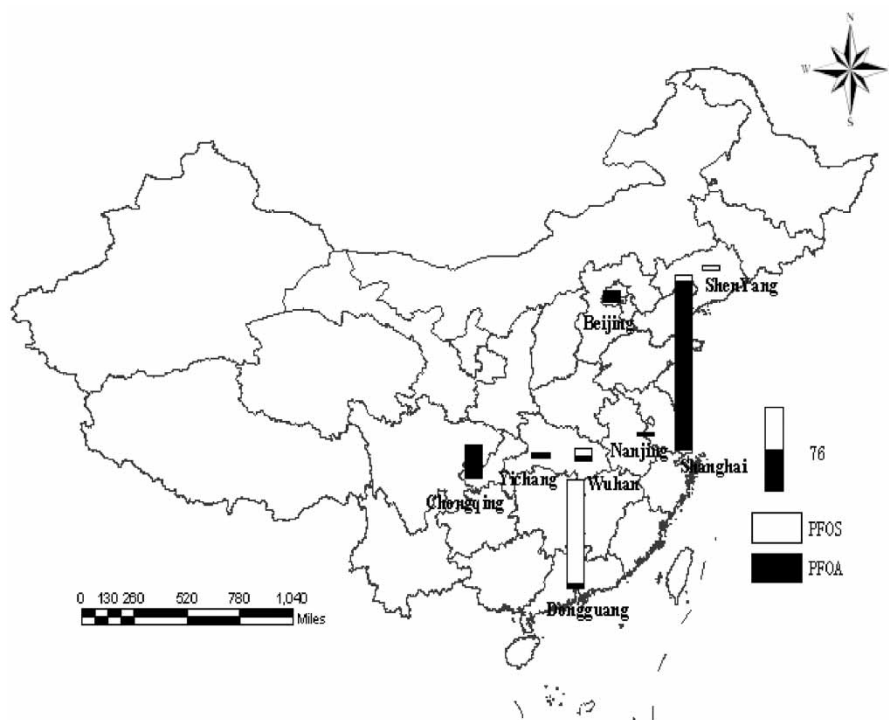 N
W
S
ShenYang
Beijing
Nanjing
Shanghai
Yichang
Wuhan
Chongqing
Dongguang
76
PFOS
PFOA
0 130 260 520 780 1,040
Miles